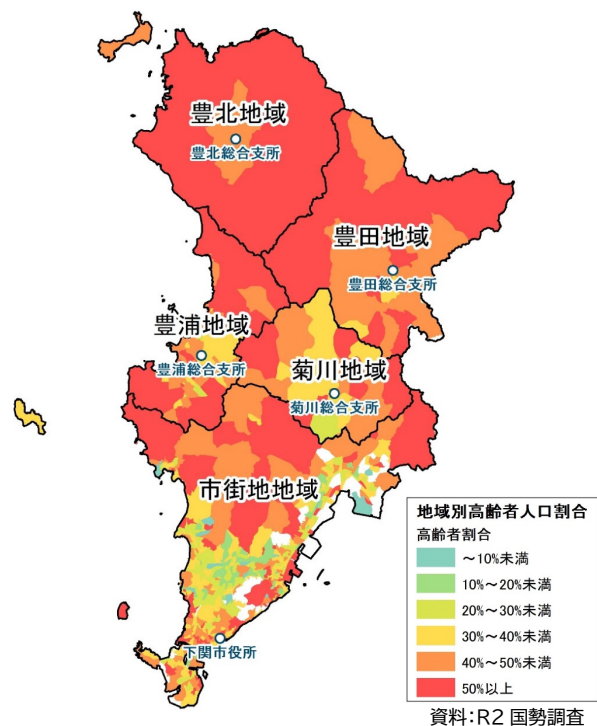 豊北地域
豊北総合支所
豊田地域
豊田総合支所
豊浦地域
豊浦総合支所
菊川地域
菊川総合支所
市街地地域
下関市役所
地域別高齢者人口割合
高齢者割合
～10%未満
10%～20%未満
20%～30%未満
30%～40%未満
40%～50%未満
50%以上
資料:R2 国勢調査